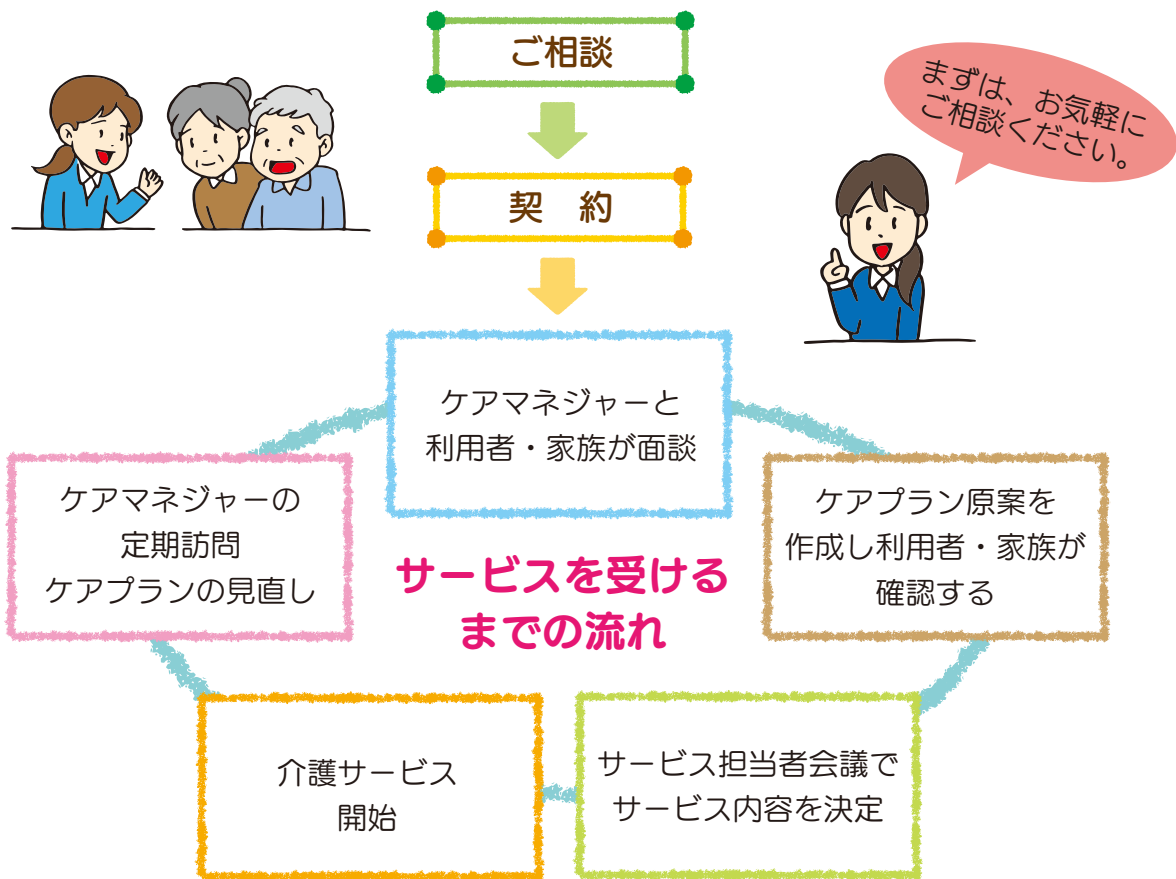 ご相談
まずは、お気軽に
ご相談ください。
契　約
ケアマネジャーと
利用者・家族が面談
ケアプラン原案を
作成し利用者・家族が
確認する
サービス担当者会議で
サービス内容を決定
介護サービス
開始
ケアマネジャーの
定期訪問
ケアプランの見直し
サービスを受ける
までの流れ